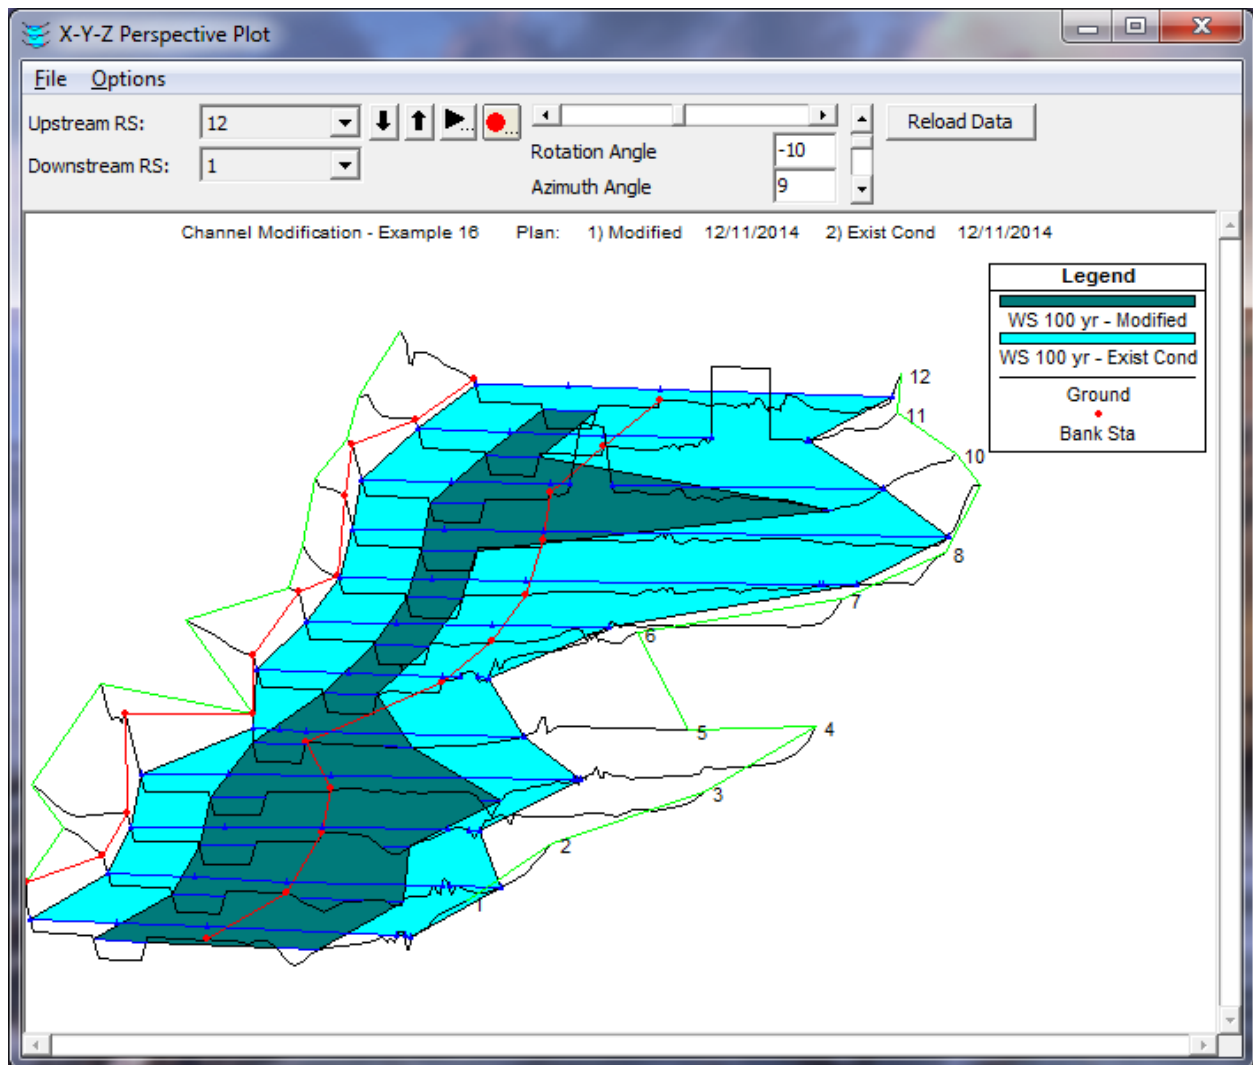 X-Y-Z Perspective Plot
File Options
Upstream RS: 12
Downstream RS: 1
Rotation Angle -10
Azimuth Angle 9
Reload Data
Channel Modification - Example 16 Plan: 1) Modified 12/11/2014 2) Exist Cond 12/11/2014
Legend
WS 100 yr - Modified
WS 100 yr - Exist Cond
Ground
Bank Sta
12
11
10
8
7
6
5
4
3
2
1